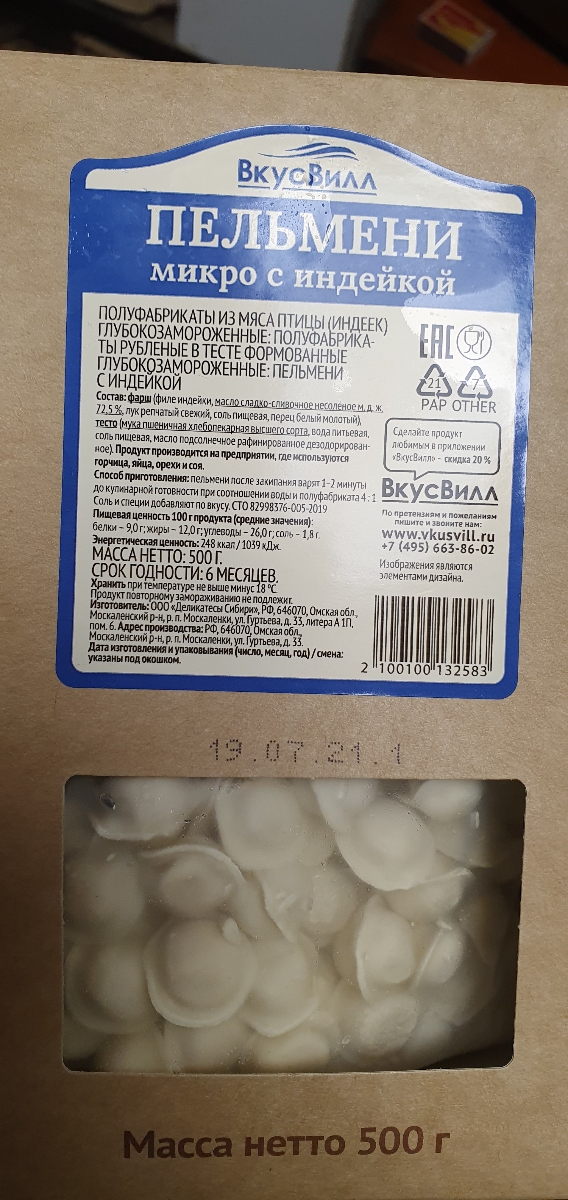 ВкусВилл
ПЕЛЬМЕНИ
микро с индейкой
ПОЛУФАБРИКАТЫ ИЗ МЯСА ПТИЦЫ (ИНДЕЕК)
ГЛУБОКОЗАМОРОЖЕННЫЕ: ПОЛУФАБРИКА-
ТЫ РУБЛЕНЫЕ В ТЕСТЕ ФОРМОВАННЫЕ
ГЛУБОКОЗАМОРОЖЕННЫЕ: ПЕЛЬМЕНИ
С ИНДЕЙКОЙ
Состав: фарш (филе индейки, масло сладко-сливочное несоленое м. д. ж.
72,5 %, лук репчатый свежий, соль пищевая, перец белый молотый),
тесто (мука пшеничная хлебопекарная высшего сорта, вода питьевая,
соль пищевая, масло подсолнечное рафинированное дезодорирован-
ное). Продукт произведен на предприятии, где используются
горчица, яйца, орехи и соя.
Способ приготовления: пельмени после закипания варят 1–2 минуты
до кулинарной готовности при соотношении воды и полуфабриката 4 : 1
Соль и специи добавляют по вкусу. СТО 82998376-005-2019
Пищевая ценность 100 г продукта (средние значения):
белки – 9,0 г; жиры – 12,0 г; углеводы – 26,0 г; соль – 1,8 г.
Энергетическая ценность: 248 ккал / 1039 кДж.
МАССА НЕТТО: 500 Г.
СРОК ГОДНОСТИ: 6 МЕСЯЦЕВ.
Хранить при температуре не выше минус 18 °С
Продукт повторному замораживанию не подлежит.
Изготовитель: ООО «Деликатесы Сибири», РФ, 646070, Омская обл.,
Москаленский р-н, р. п. Москаленки, ул. Гуртьева, д. 33, литера А 1П,
пом. 6. Адрес производства: РФ, 646070, Омская обл.,
Москаленский р-н, р. п. Москаленки, ул. Гуртьева, д. 33.
Дата изготовления и упаковывания (число, месяц, год) / смена:
указаны под окошком.
EAC
21 7
PAP OTHER
Сделайте продукт
любимым в приложении
«ВкусВилл» – скидка 20 %
ВкусВилл
По претензиям и пожеланиям
пишите и звоните нам:
www.vkusvill.ru
+7 (495) 663-86-02
Изображения являются
элементами дизайна.
2 100100 132583
19.07.21.1
Масса нетто 500 г